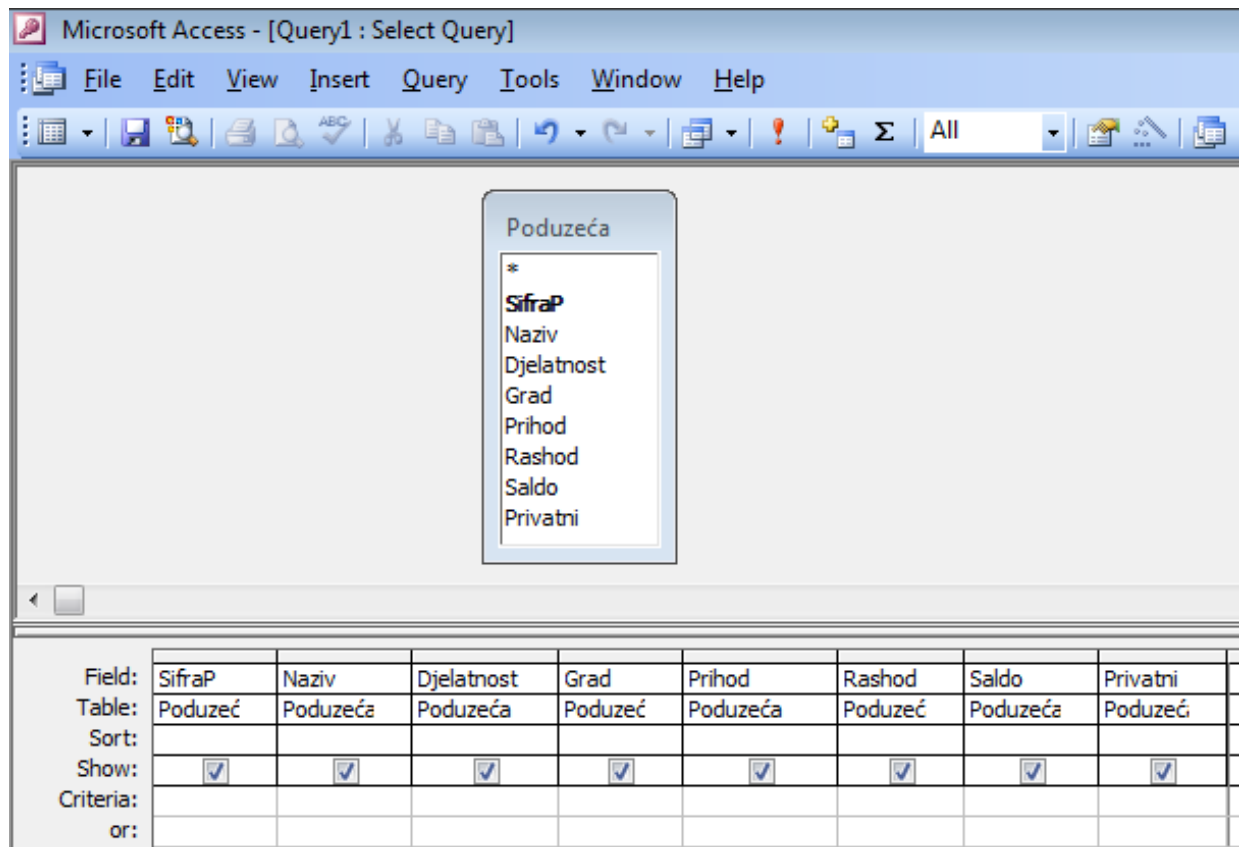 Microsoft Access - [Query1 : Select Query]
File Edit View Insert Query Tools Window Help
ABC All
Poduzeća
*
SifraP
Naziv
Djelatnost
Grad
Prihod
Rashod
Saldo
Privatni
Field: SifraP Naziv Djelatnost Grad Prihod Rashod Saldo Privatni
Table: Poduzeć Poduzeća Poduzeća Poduzeć Poduzeća Poduzeć Poduzeća Poduzeć
Sort:
Show:
Criteria:
or: